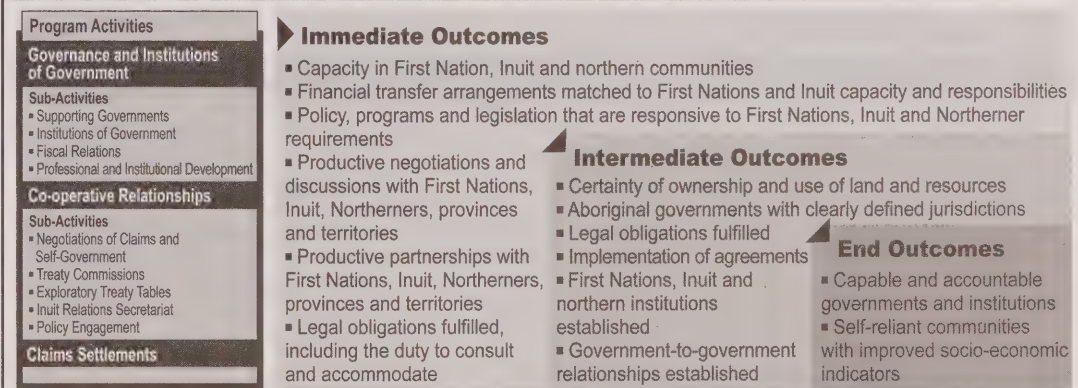 Program Activities
Governance and Institutions
of Government
Sub-Activities
▪ Supporting Governments
▪ Institutions of Government
▪ Fiscal Relations
▪ Professional and Institutional Development
Co-operative Relationships
Sub-Activities
▪ Negotiations of Claims and
Self-Government
▪ Treaty Commissions
▪ Exploratory Treaty Tables
▪ Inuit Relations Secretariat
▪ Policy Engagement
Claims Settlements
Immediate Outcomes
▪ Capacity in First Nation, Inuit and northern communities
▪ Financial transfer arrangements matched to First Nations and Inuit capacity and responsibilities
▪ Policy, programs and legislation that are responsive to First Nations, Inuit and Northerner
requirements
▪ Productive negotiations and
discussions with First Nations,
Inuit, Northerners, provinces
and territories
▪ Productive partnerships with
First Nations, Inuit, Northerners,
provinces and territories
▪ Legal obligations fulfilled,
including the duty to consult
and accommodate
Intermediate Outcomes
▪ Certainty of ownership and use of land and resources
▪ Aboriginal governments with clearly defined jurisdictions
▪ Legal obligations fulfilled
▪ Implementation of agreements
▪ First Nations, Inuit and
northern institutions
established
▪ Government-to-government
relationships established
End Outcomes
▪ Capable and accountable
governments and institutions
▪ Self-reliant communities
with improved socio-economic
indicators